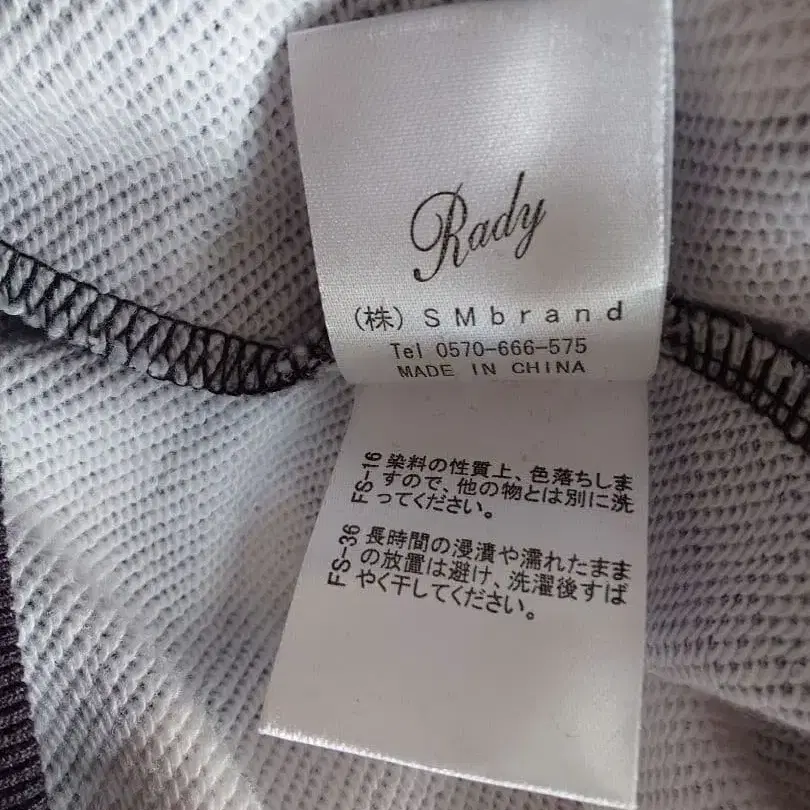 Rady
(株) SMbrand
Tel 0570-666-575
MADE IN CHINA
FS-16 染料の性質上、色落ちしま
すので、他の物とは別に洗
ってください。
FS-36 長時間の浸漬や濡れたまま
の放置は避け、洗濯後すば
やく干してください。